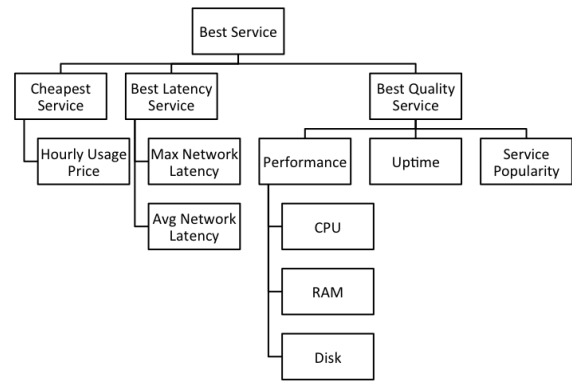 Best Service
Cheapest
Service
Best Latency
Service
Best Quality
Service
Hourly Usage
Price
Max Network
Latency
Performance
Uptime
Service
Popularity
Avg Network
Latency
CPU
RAM
Disk